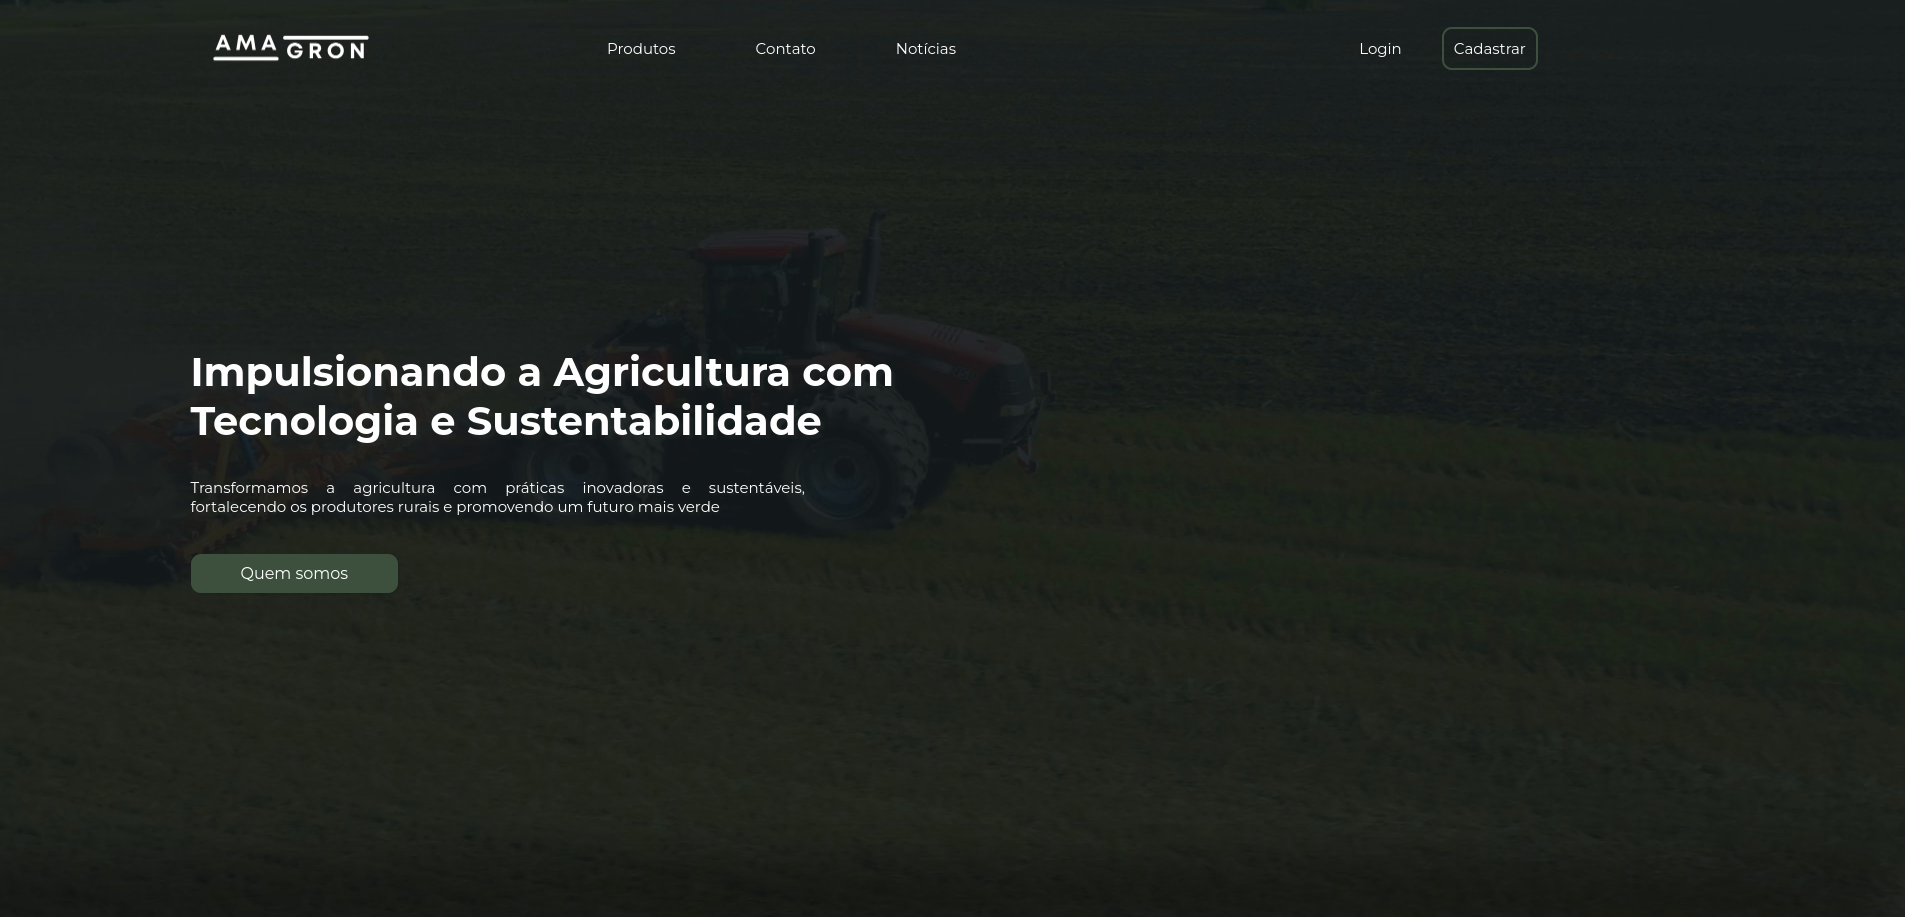 AMA GRON
Produtos
Contato
Notícias
Login
Cadastrar
Impulsionando a Agricultura com
Tecnologia e Sustentabilidade
Transformamos a agricultura com práticas inovadoras e sustentáveis,
fortalecendo os produtores rurais e promovendo um futuro mais verde
Quem somos